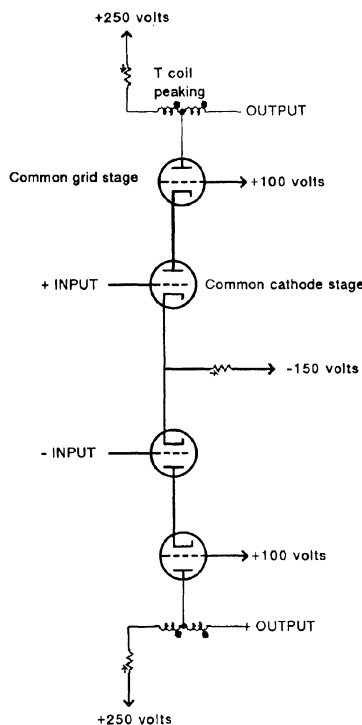 +250 volts
T coil
peaking
OUTPUT
Common grid stage
+100 volts
+ INPUT
Common cathode stage
-150 volts
- INPUT
+100 volts
+ OUTPUT
+250 volts